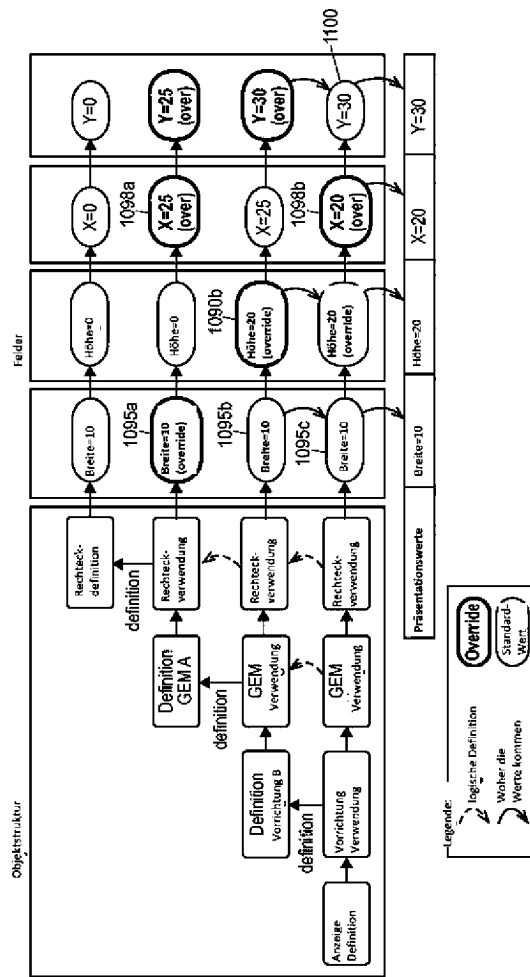 Objektstruktur
Felder
Rechteck-
definition
Breite=10
Höhe=0
X=0
Y=0
definition
1095a
1098a
Definition
GEM A
Rechteck-
verwendung
Breite=10
(override)
Höhe=0
X=25
(over)
Y=25
(over)
definition
1095b
1090b
Definition
Vorrichtung B
GEM
Verwendung
Rechteck-
verwendung
Breite=10
Höhe=20
(override)
X=25
Y=30
(over)
definition
1095c
1098b
1100
Anzeige
Definition
Vorrichtung
Verwendung
GEM
Verwendung
Rechteck-
verwendung
Breite=10
Höhe=20
(override)
X=20
(over)
Y=30
Präsentationswerte
Breite=10
Höhe=20
X=20
Y=30
Legende:
logische Definition
Woher die
Werte kommen
Override
Standard-
Wert